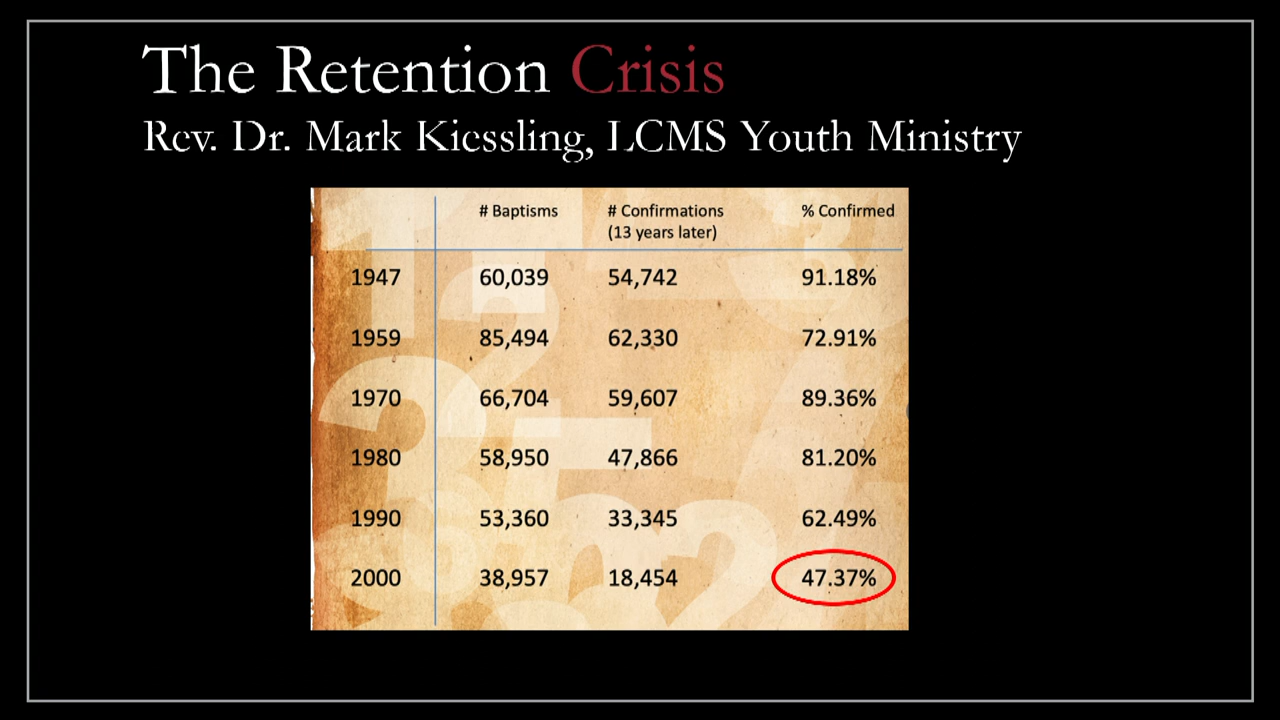 The Retention Crisis
Rev. Dr. Mark Kiessling, LCMS Youth Ministry
# Baptisms # Confirmations % Confirmed
(13 years later)
1947 60,039 54,742 91.18%
1959 85,494 62,330 72.91%
1970 66,704 59,607 89.36%
1980 58,950 47,866 81.20%
1990 53,360 33,345 62.49%
2000 38,957 18,454 47.37%